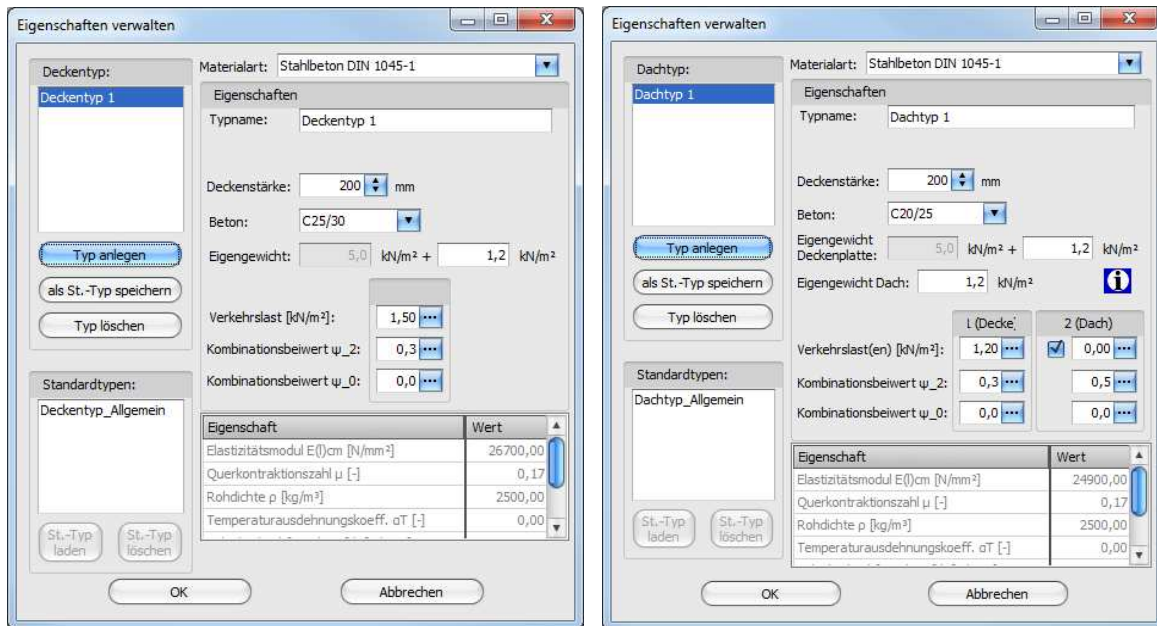 Eigenschaften verwalten
Deckentyp:
Deckentyp 1
Typ anlegen
als St.-Typ speichern
Typ löschen
Standardtypen:
Deckentyp_Allgemein
St.-Typ laden
St.-Typ löschen
Materialart: Stahlbeton DIN 1045-1
Eigenschaften
Typname: Deckentyp 1
Deckenstärke: 200 mm
Beton: C25/30
Eigengewicht: 5,0 kN/m² + 1,2 kN/m²
Verkehrslast [kN/m²]: 1,50
Kombinationsbeiwert ψ_2: 0,3
Kombinationsbeiwert ψ_0: 0,0
Eigenschaft Wert
Elastizitätsmodul E(l)cm [N/mm²] 26700,00
Querkontraktionszahl μ [-] 0,17
Rohdichte ρ [kg/m³] 2500,00
Temperaturausdehnungskoeff. αT [-] 0,00
OK
Abbrechen
Eigenschaften verwalten
Dachtyp:
Dachtyp 1
Typ anlegen
als St.-Typ speichern
Typ löschen
Standardtypen:
Dachtyp_Allgemein
St.-Typ laden
St.-Typ löschen
Materialart: Stahlbeton DIN 1045-1
Eigenschaften
Typname: Dachtyp 1
Deckenstärke: 200 mm
Beton: C20/25
Eigengewicht
Deckenplatte: 5,0 kN/m² + 1,2 kN/m²
Eigengewicht Dach: 1,2 kN/m²
1 (Decke) 2 (Dach)
Verkehrslast(en) [kN/m²]: 1,20 0,00
Kombinationsbeiwert ψ_2: 0,3 0,5
Kombinationsbeiwert ψ_0: 0,0 0,0
Eigenschaft Wert
Elastizitätsmodul E(l)cm [N/mm²] 24900,00
Querkontraktionszahl μ [-] 0,17
Rohdichte ρ [kg/m³] 2500,00
Temperaturausdehnungskoeff. αT [-] 0,00
OK
Abbrechen